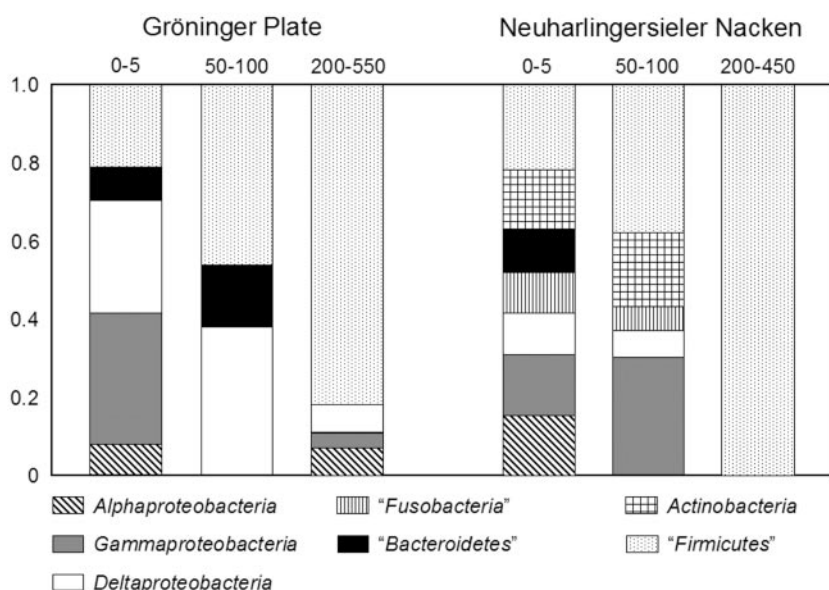 Gröninger Plate Neuharlingersieler Nacken
0-5 50-100 200-550 0-5 50-100 200-450
1.0
0.8
0.6
0.4
0.2
0
Alphaproteobacteria “Fusobacteria” Actinobacteria
Gammaproteobacteria “Bacteroidetes” “Firmicutes”
Deltaproteobacteria